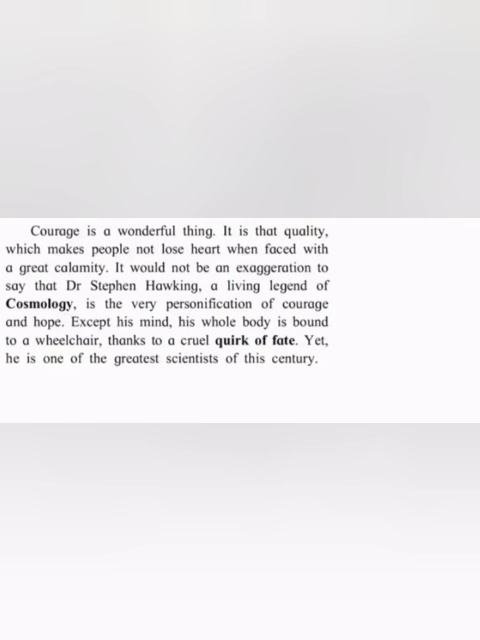 Courage is a wonderful thing. It is that quality,
which makes people not lose heart when faced with
a great calamity. It would not be an exaggeration to
say that Dr Stephen Hawking, a living legend of
Cosmology, is the very personification of courage
and hope. Except his mind, his whole body is bound
to a wheelchair, thanks to a cruel quirk of fate. Yet,
he is one of the greatest scientists of this century.